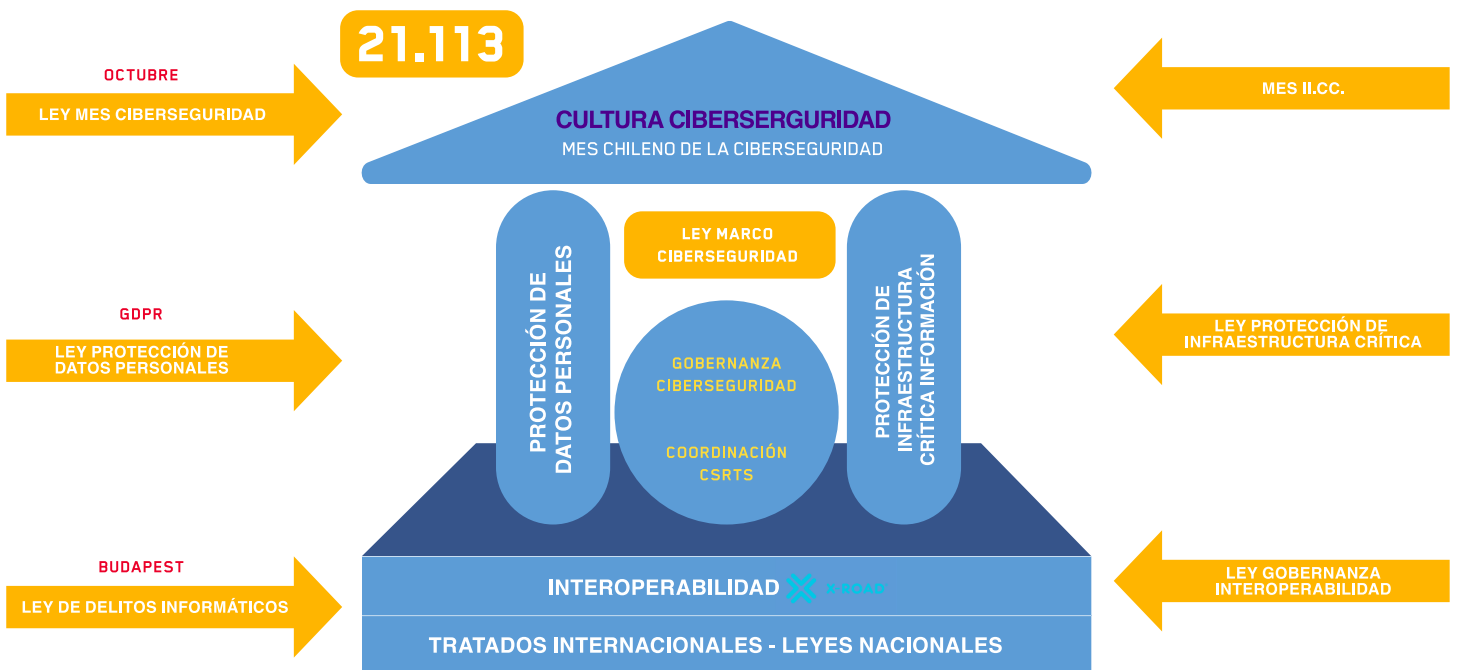 21.113
OCTUBRE
LEY MES CIBERSEGURIDAD
MES II.CC.
CULTURA CIBERSERGURIDAD
MES CHILENO DE LA CIBERSEGURIDAD
LEY MARCO
CIBERSEGURIDAD
PROTECCIÓN DE
DATOS PERSONALES
GOBERNANZA
CIBERSEGURIDAD
COORDINACIÓN
CSRTS
PROTECCIÓN DE
INFRAESTRUCTURA
CRÍTICA INFORMACIÓN
GDPR
LEY PROTECCIÓN DE
DATOS PERSONALES
LEY PROTECCIÓN DE
INFRAESTRUCTURA CRÍTICA
BUDAPEST
LEY DE DELITOS INFORMÁTICOS
LEY GOBERNANZA
INTEROPERABILIDAD
INTEROPERABILIDAD X-ROAD
TRATADOS INTERNACIONALES - LEYES NACIONALES